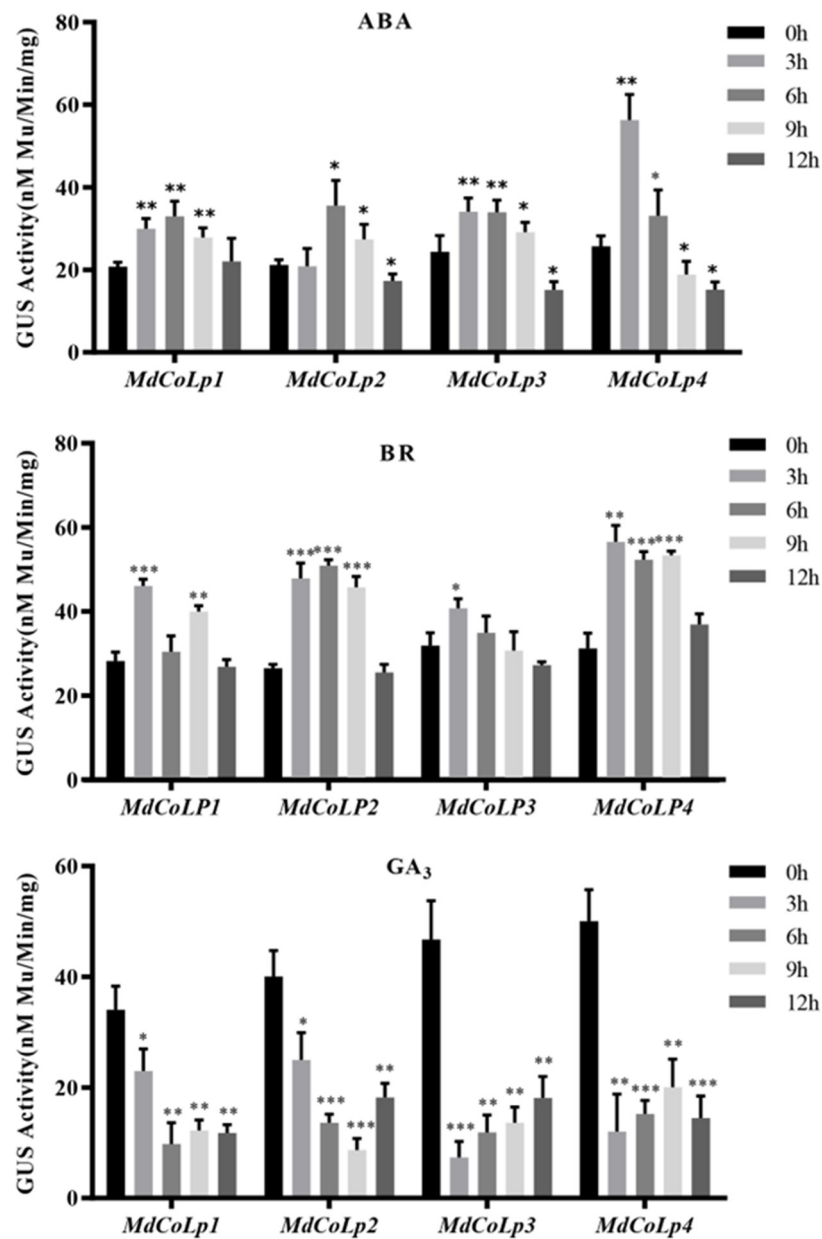 ABA
80
60
40
20
0
GUS Activity(nM Mu/Min/mg)
** ** **
* * *
** ** * *
** * * *
MdCoLp1 MdCoLp2 MdCoLp3 MdCoLp4
0h
3h
6h
9h
12h
BR
80
60
40
20
0
GUS Activity(nM Mu/Min/mg)
*** **
*** *** ***
*
** *** ***
MdCoLP1 MdCoLP2 MdCoLP3 MdCoLP4
0h
3h
6h
9h
12h
GA3
60
40
20
0
GUS Activity(nM Mu/Min/mg)
* ** ** **
* *** *** **
*** ** ** **
** *** ** ***
MdCoLp1 MdCoLp2 MdCoLp3 MdCoLp4
0h
3h
6h
9h
12h